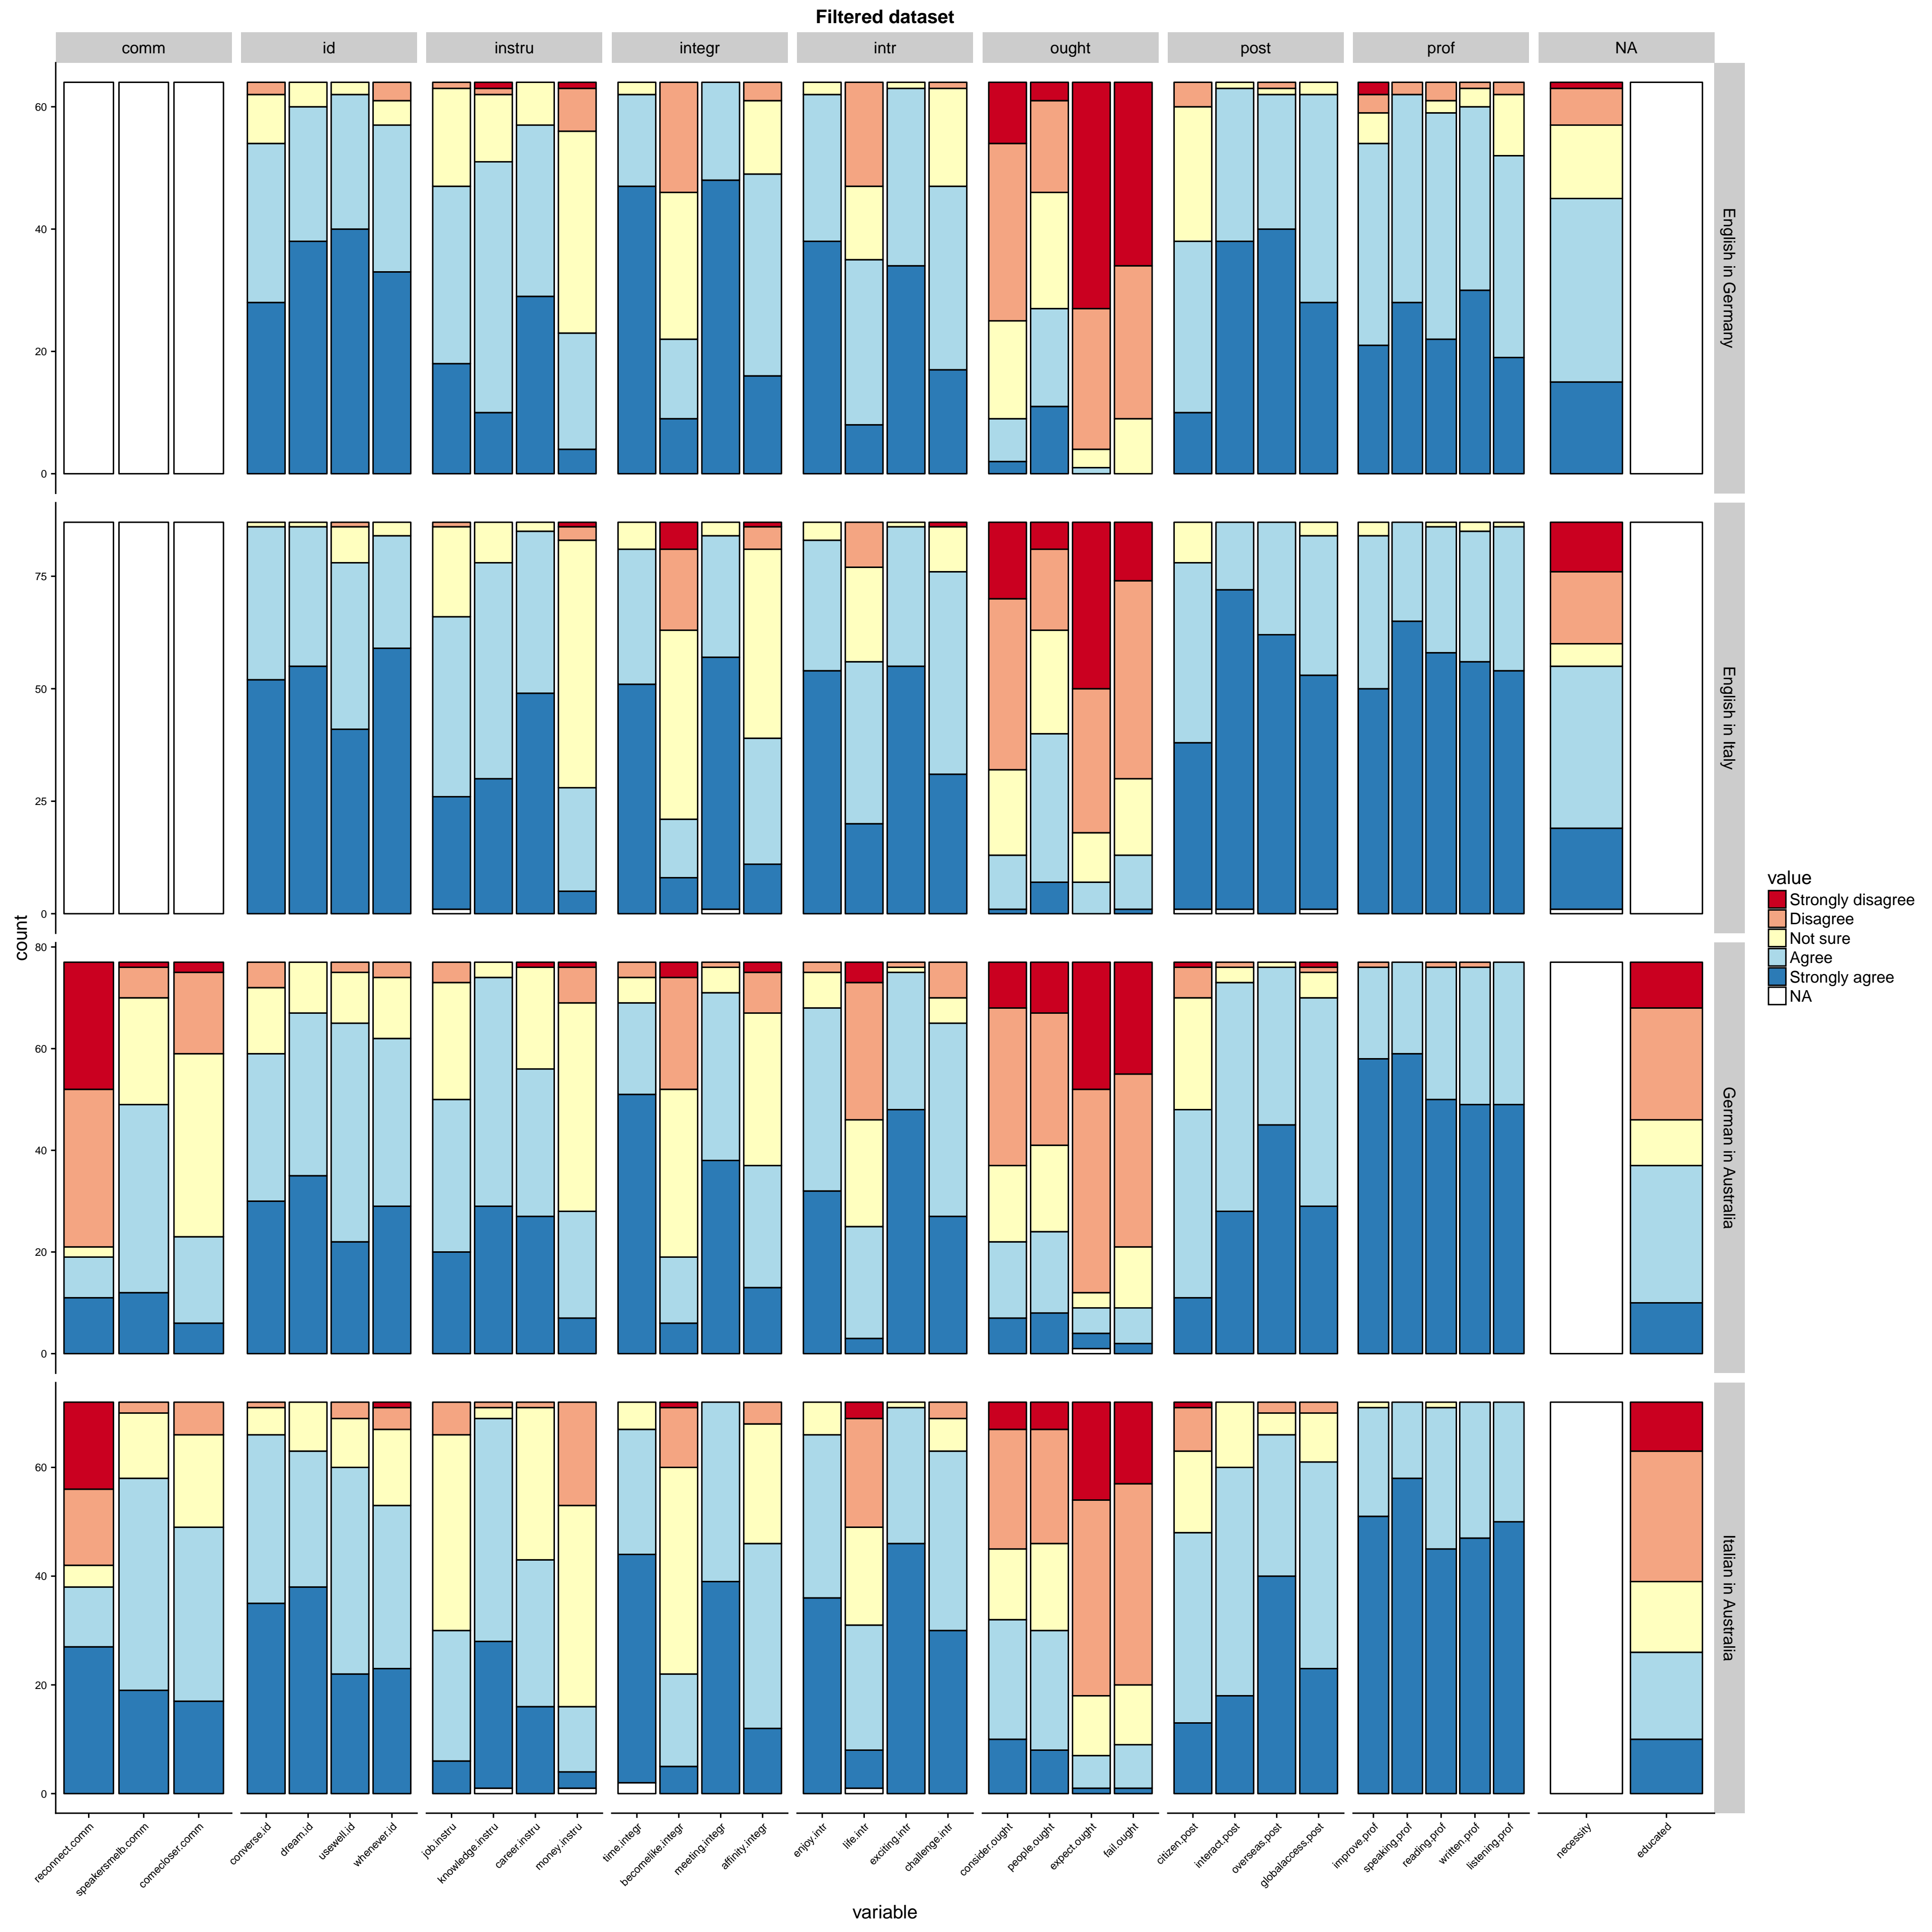 Filtered dataset
comm id instru integr intr ought post prof NA
60
40
20
0
English in Germany
75
50
25
0
English in Italy
count
80
60
40
20
0
German in Australia
60
40
20
0
Italian in Australia
value
Strongly disagree
Disagree
Not sure
Agree
Strongly agree
NA
reconnect.comm speakersmelb.comm comecloser.comm converse.id dream.id usewell.id whenever.id job.instru knowledge.instru career.instru money.instru time.integr becomelike.integr meeting.integr affinity.integr enjoy.intr life.intr exciting.intr challenge.intr consider.ought people.ought expect.ought fail.ought citizen.post interact.post overseas.post globalaccess.post improve.prof speaking.prof reading.prof written.prof listening.prof necessity educated
variable